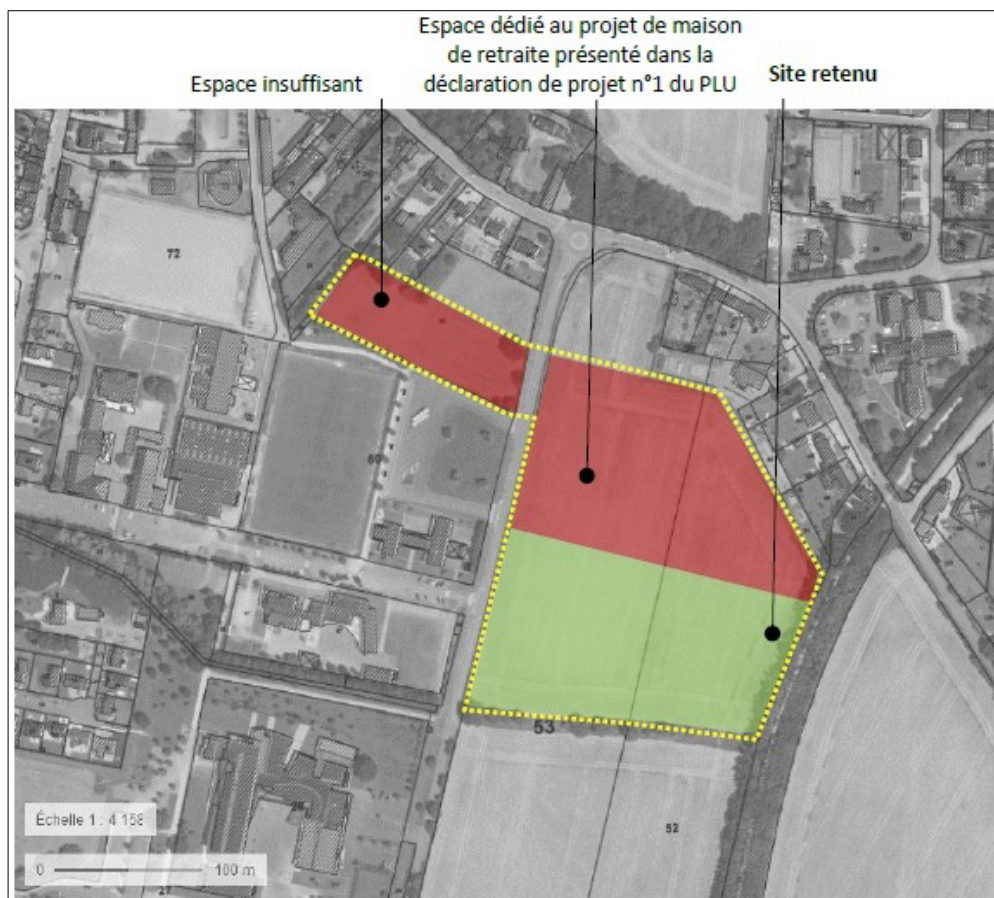 Espace dédié au projet de maison
de retraite présenté dans la
déclaration de projet n°1 du PLU
Espace insuffisant
Site retenu
72
53
52
Échelle 1 : 4 158
0
100 m
27